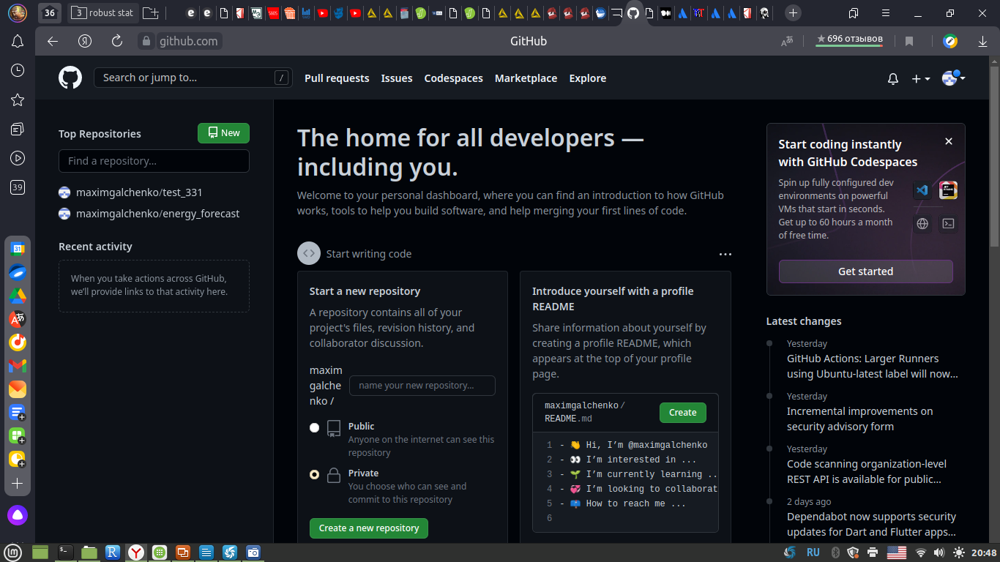 36
3 robust stat
github.com
GitHub
696 отзывов
Search or jump to...
/
Pull requests
Issues
Codespaces
Marketplace
Explore
39
31
Top Repositories
New
Find a repository...
maximgalchenko/test_331
maximgalchenko/energy_forecast
Recent activity
When you take actions across GitHub,
we'll provide links to that activity here.
The home for all developers —
including you.
Welcome to your personal dashboard, where you can find an introduction to how GitHub
works, tools to help you build software, and help merging your first lines of code.
Start writing code
Start a new repository
A repository contains all of your
project's files, revision history, and
collaborator discussion.
maxim
galche
nko /
name your new repository...
Public
Anyone on the internet can see this
repository
Private
You choose who can see and
commit to this repository
Create a new repository
Introduce yourself with a profile
README
Share information about yourself by
creating a profile README, which
appears at the top of your profile
page.
maximgalchenko/
README.md
Create
1 - 👋 Hi, I'm @maximgalchenko
2 - 👀 I'm interested in ...
3 - 🌱 I'm currently learning ..
4 - 💞️ I'm looking to collaborat
5 - 📫 How to reach me ...
6
Start coding instantly
with GitHub Codespaces
Spin up fully configured dev
environments on powerful
VMs that start in seconds.
Get up to 60 hours a month
of free time.
Get started
Latest changes
Yesterday
GitHub Actions: Larger Runners
using Ubuntu-latest label will now...
Yesterday
Incremental improvements on
security advisory form
Yesterday
Code scanning organization-level
REST API is available for public...
2 days ago
Dependabot now supports security
updates for Dart and Flutter apps...
RU
20:48